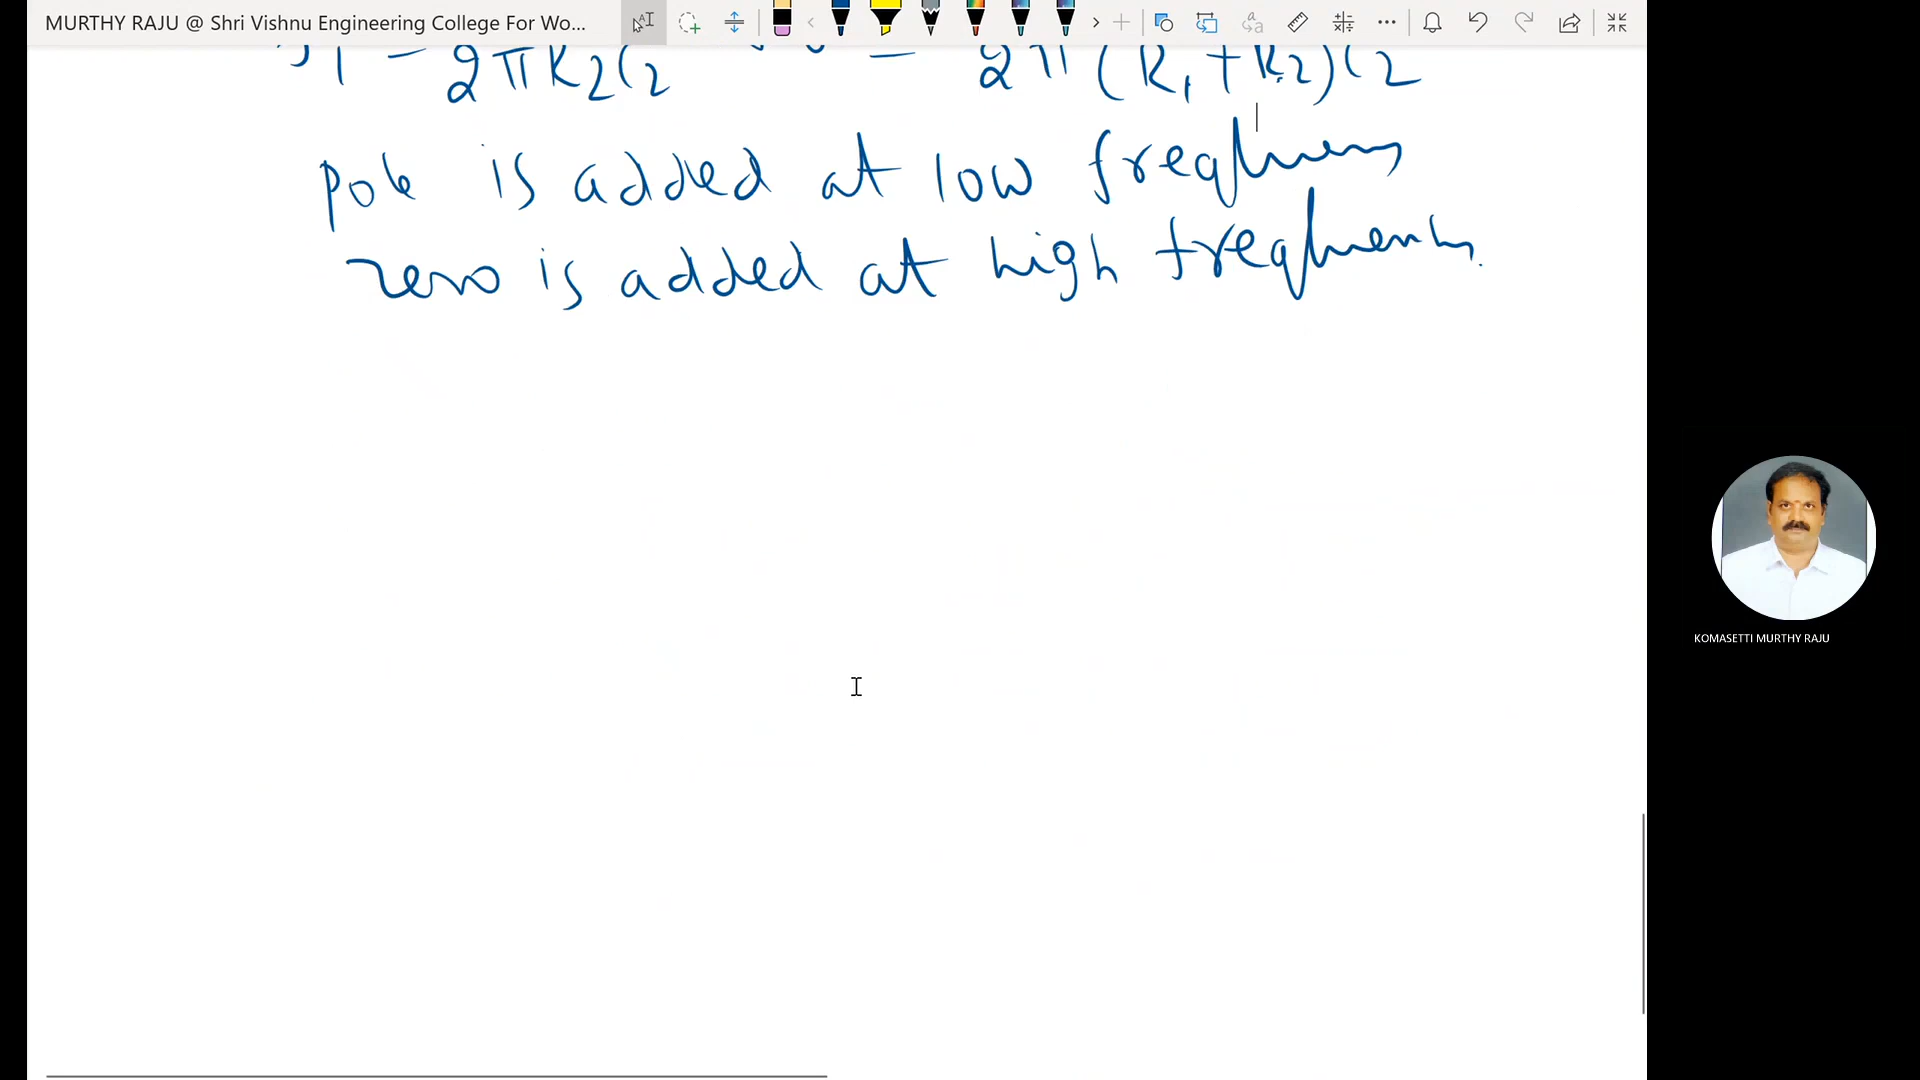 MURTHY RAJU @ Shri Vishnu Engineering College For Wo...
2πR2C2 = 2π(R1+R2)C2
pole is added at low frequency
zero is added at high frequency.
KOMASETTI MURTHY RAJU